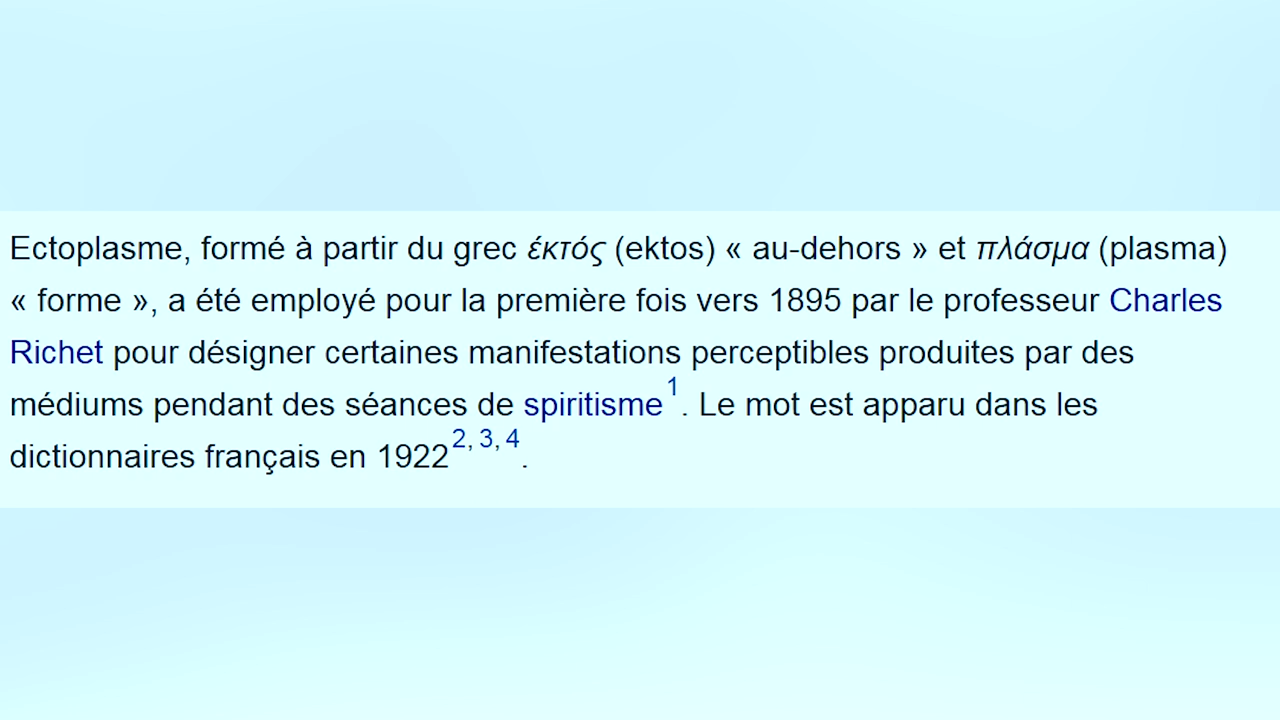 Ectoplasme, formé à partir du grec έκτός (ektos) « au-dehors » et πλάσμα (plasma)
« forme », a été employé pour la première fois vers 1895 par le professeur Charles
Richet pour désigner certaines manifestations perceptibles produites par des
médiums pendant des séances de spiritisme1. Le mot est apparu dans les
dictionnaires français en 19222, 3, 4.